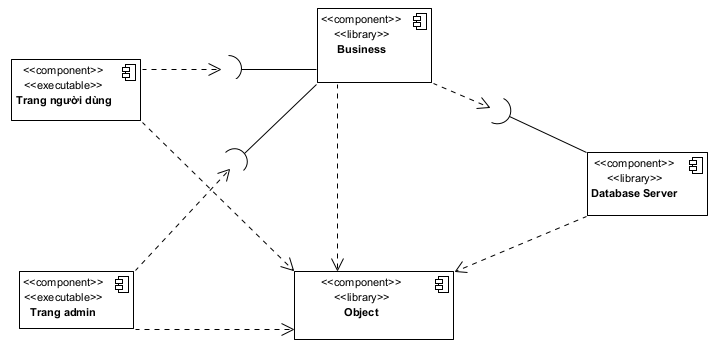 <<component>>
<<library>>
Business
<<component>>
<<executable>>
Trang người dùng
<<component>>
<<library>>
Database Server
<<component>>
<<executable>>
Trang admin
<<component>>
<<library>>
Object